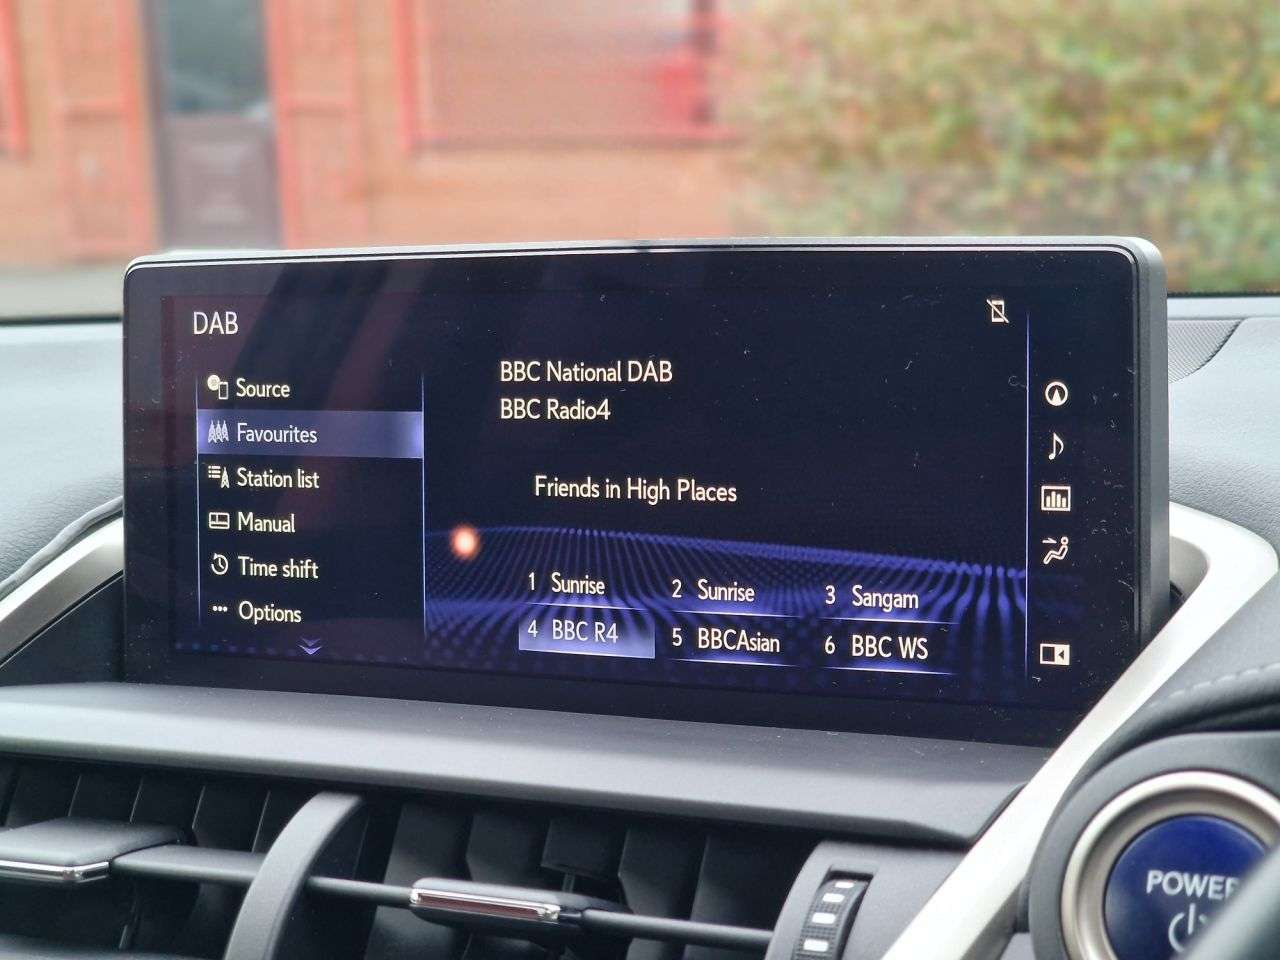 DAB
Source
Favourites
Station list
Manual
Time shift
Options
BBC National DAB
BBC Radio4
Friends in High Places
1 Sunrise
2 Sunrise
3 Sangam
4 BBC R4
5 BBCAsian
6 BBC WS
POWER